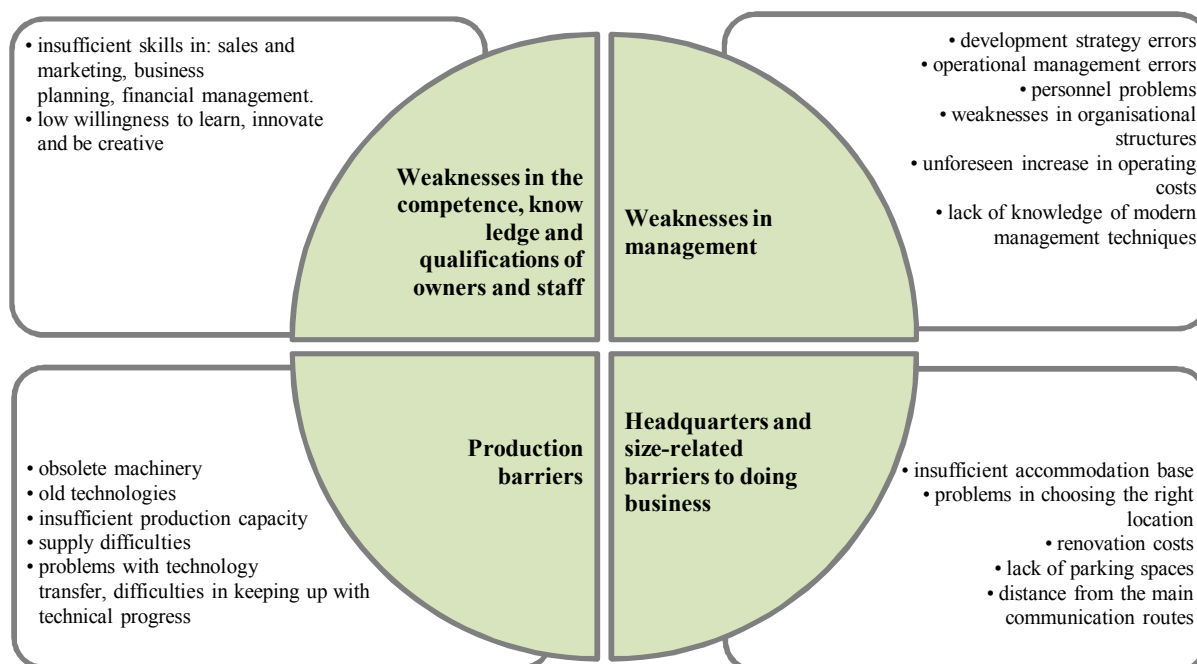 • insufficient skills in: sales and
marketing, business
planning, financial management.
• low willingness to learn, innovate
and be creative
Weaknesses in the
competence, know
ledge and
qualifications of
owners and staff
• development strategy errors
• operational management errors
• personnel problems
• weaknesses in organisational
structures
• unforeseen increase in operating
costs
• lack of knowledge of modern
management techniques
Weaknesses in
management
Production
barriers
• obsolete machinery
• old technologies
• insufficient production capacity
• supply difficulties
• problems with technology
transfer, difficulties in keeping up with
technical progress
Headquarters and
size-related
barriers to doing
business
• insufficient accommodation base
• problems in choosing the right
location
• renovation costs
• lack of parking spaces
• distance from the main
communication routes